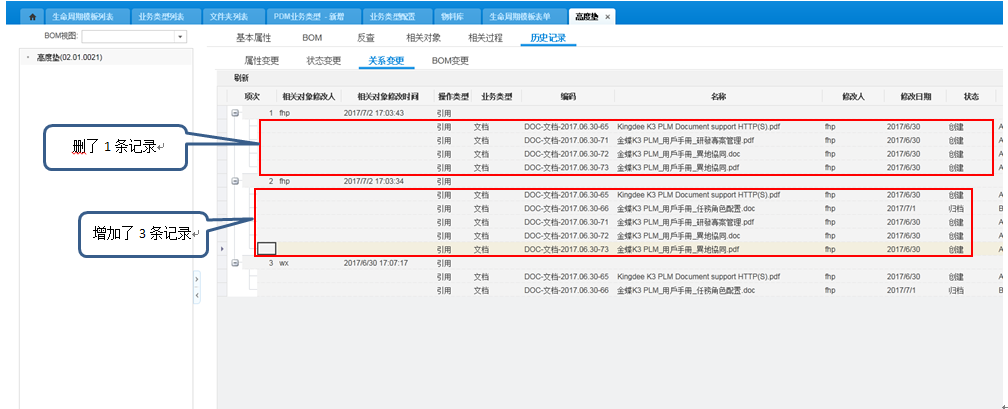 生命周期模板列表 业务类型列表 文件夹列表 PDM业务类型 - 新增 业务类型配置 物料库 生命周期模板表单 高度垫 ×
BOM视图: 基本属性 BOM 反查 相关对象 相关过程 历史记录
高度垫(02.01.0021) 属性变更 状态变更 关系变更 BOM变更
刷新
项次 相关对象修改人 相关对象修改时间 操作类型 业务类型 编码 名称 修改人 修改日期 状态
1 fhp 2017/7/2 17:03:43 引用
引用 文档 DOC-文档-2017.06.30-65 Kingdee K3 PLM Document support HTTP(S).pdf fhp 2017/6/30 创建 A
引用 文档 DOC-文档-2017.06.30-71 金蝶K3 PLM_用戶手冊_研發專案管理.pdf fhp 2017/6/30 创建 A
删了 1 条记录
引用 文档 DOC-文档-2017.06.30-72 金蝶K3 PLM_用戶手冊_異地協同.doc fhp 2017/6/30 创建 A
引用 文档 DOC-文档-2017.06.30-73 金蝶K3 PLM_用戶手冊_異地協同.pdf fhp 2017/6/30 创建 A
2 fhp 2017/7/2 17:03:34 引用
引用 文档 DOC-文档-2017.06.30-65 Kingdee K3 PLM Document support HTTP(S).pdf fhp 2017/6/30 创建 A
引用 文档 DOC-文档-2017.06.30-66 金蝶K3 PLM_用戶手冊_任務角色配置.doc fhp 2017/7/1 归档 B
引用 文档 DOC-文档-2017.06.30-71 金蝶K3 PLM_用戶手冊_研發專案管理.pdf fhp 2017/6/30 创建 A
增加了 3 条记录
引用 文档 DOC-文档-2017.06.30-72 金蝶K3 PLM_用戶手冊_異地協同.doc fhp 2017/6/30 创建 A
引用 文档 DOC-文档-2017.06.30-73 金蝶K3 PLM_用戶手冊_異地協同.pdf fhp 2017/6/30 创建 A
3 wx 2017/6/30 17:07:17 引用
引用 文档 DOC-文档-2017.06.30-65 Kingdee K3 PLM Document support HTTP(S).pdf fhp 2017/6/30 创建 A
引用 文档 DOC-文档-2017.06.30-66 金蝶K3 PLM_用戶手冊_任務角色配置.doc fhp 2017/7/1 归档 B